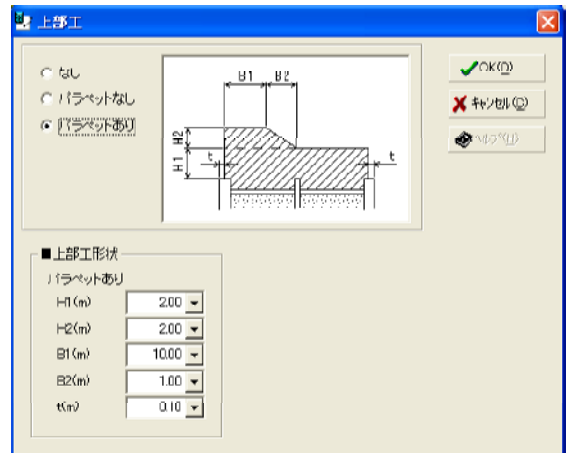 上部工
なし
パラペットなし
パラペットあり
B1 B2
H2
H1
t
t
OK(O)
キャンセル(C)
ヘルプ(H)
■上部工形状
パラペットあり
H1(m) 2.00
H2(m) 2.00
B1(m) 10.00
B2(m) 1.00
t(m) 0.10